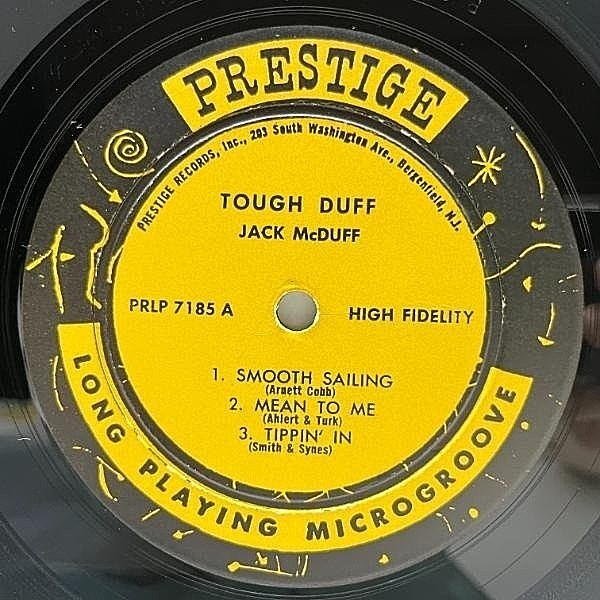 PRESTIGE
PRESTIGE RECORDS, INC., 203 South Washington Ave., Bergenfield, N.J.
TOUGH DUFF
JACK McDUFF
PRLP 7185 A
HIGH FIDELITY
1. SMOOTH SAILING
(Arnett Cobb)
2. MEAN TO ME
(Ahlert & Turk)
3. TIPPIN' IN
(Smith & Synes)
LONG PLAYING MICROGROOVE